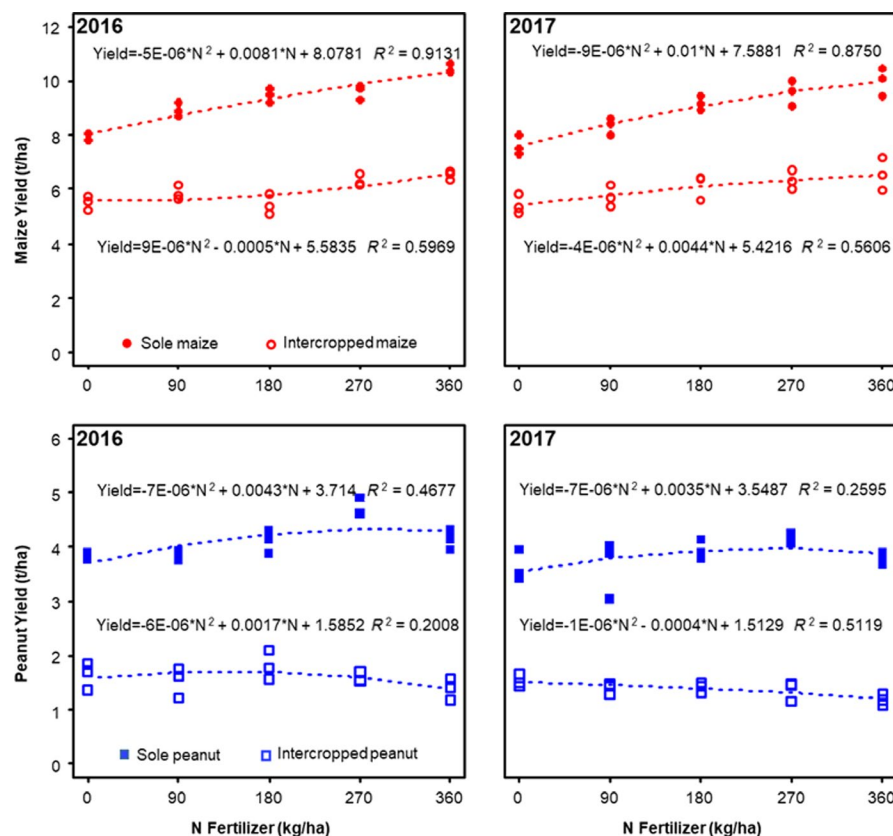 2016
Yield=-5E-06*N² + 0.0081*N + 8.0781 R² = 0.9131
Yield=9E-06*N² - 0.0005*N + 5.5835 R² = 0.5969
Sole maize
Intercropped maize
Maize Yield (t/ha)
12
10
8
6
4
2
0
0 90 180 270 360
2017
Yield=-9E-06*N² + 0.01*N + 7.5881 R² = 0.8750
Yield=-4E-06*N² + 0.0044*N + 5.4216 R² = 0.5606
0 90 180 270 360
2016
Yield=-7E-06*N² + 0.0043*N + 3.714 R² = 0.4677
Yield=-6E-06*N² + 0.0017*N + 1.5852 R² = 0.2008
Sole peanut
Intercropped peanut
Peanut Yield (t/ha)
6
5
4
3
2
1
0
0 90 180 270 360
N Fertilizer (kg/ha)
2017
Yield=-7E-06*N² + 0.0035*N + 3.5487 R² = 0.2595
Yield=-1E-06*N² - 0.0004*N + 1.5129 R² = 0.5119
0 90 180 270 360
N Fertilizer (kg/ha)